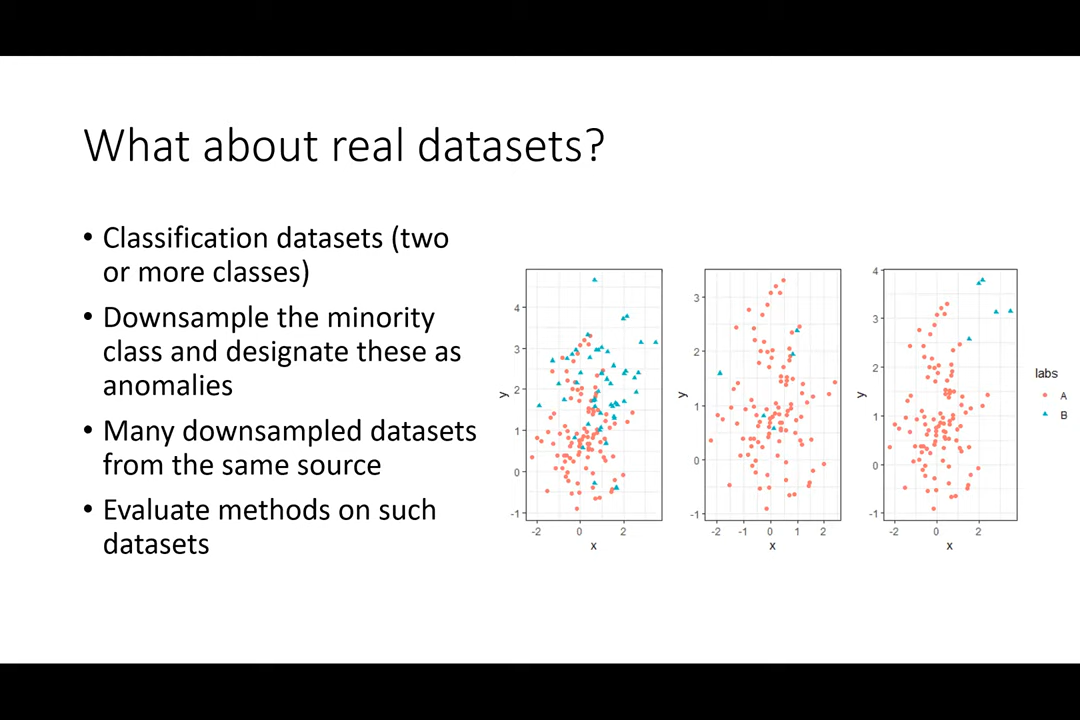 What about real datasets?
• Classification datasets (two
or more classes)
• Downsample the minority
class and designate these as
anomalies
• Many downsampled datasets
from the same source
• Evaluate methods on such
datasets
y
4
3
2
1
0
-1
-2
0
2
x
y
3
2
1
0
-1
-2
-1
0
1
2
x
y
4
3
2
1
0
-1
-2
0
2
x
labs
A
B